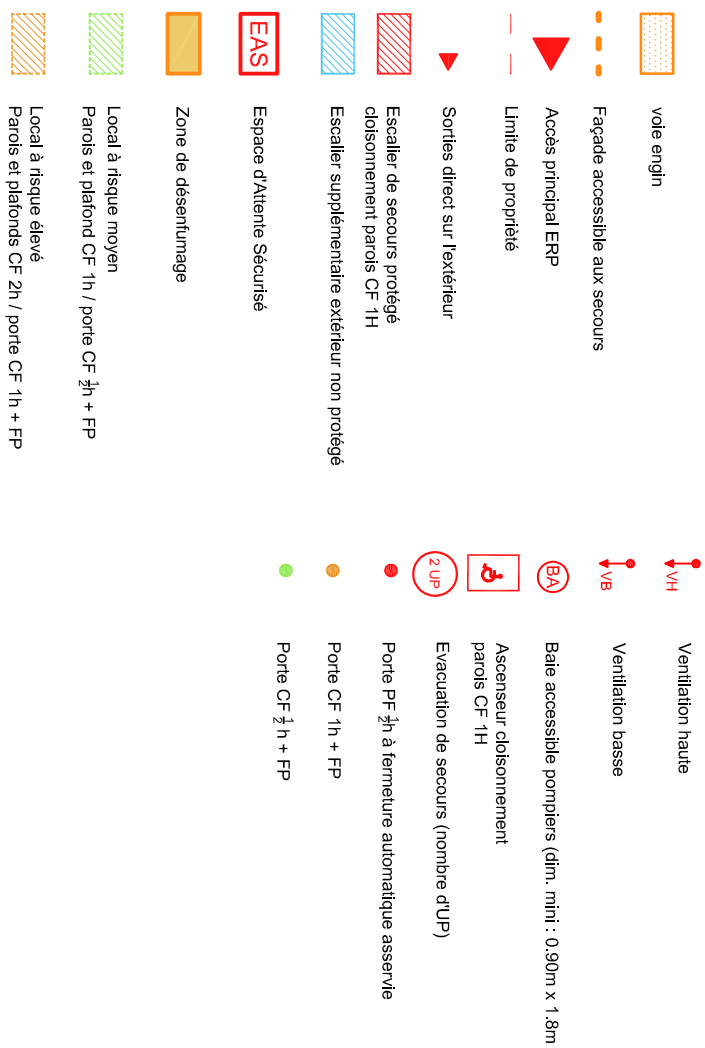 voie engin
Façade accessible aux secours
Accès principal ERP
Limite de proprièté
Sorties direct sur l'extérieur
Escalier de secours protégé
cloisonnement parois CF 1H
Escalier supplémentaire extérieur non protégé
EAS
Espace d'Attente Sécurisé
Zone de désenfumage
Local à risque moyen
Parois et plafond CF 1h / porte CF ½h + FP
Local à risque élevé
Parois et plafonds CF 2h / porte CF 1h + FP
VH
Ventilation haute
VB
Ventilation basse
BA
Baie accessible pompiers (dim. mini : 0.90m x 1.8m
Ascenseur cloisonnement
parois CF 1H
2 UP
Evacuation de secours (nombre d'UP)
Porte PF ½h à fermeture automatique asservie
Porte CF 1h + FP
Porte CF ½ h + FP